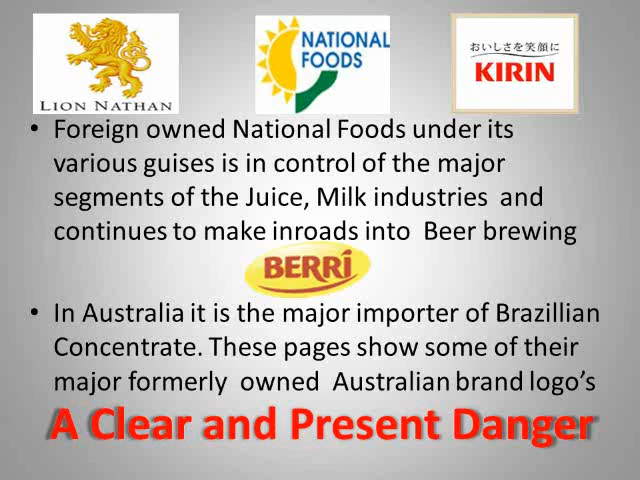 LION NATHAN
NATIONAL
FOODS
おいしさを笑顔に
KIRIN
• Foreign owned National Foods under its
various guises is in control of the major
segments of the Juice, Milk industries and
continues to make inroads into Beer brewing
BERRI
• In Australia it is the major importer of Brazillian
Concentrate. These pages show some of their
major formerly owned Australian brand logo's
A Clear and Present Danger